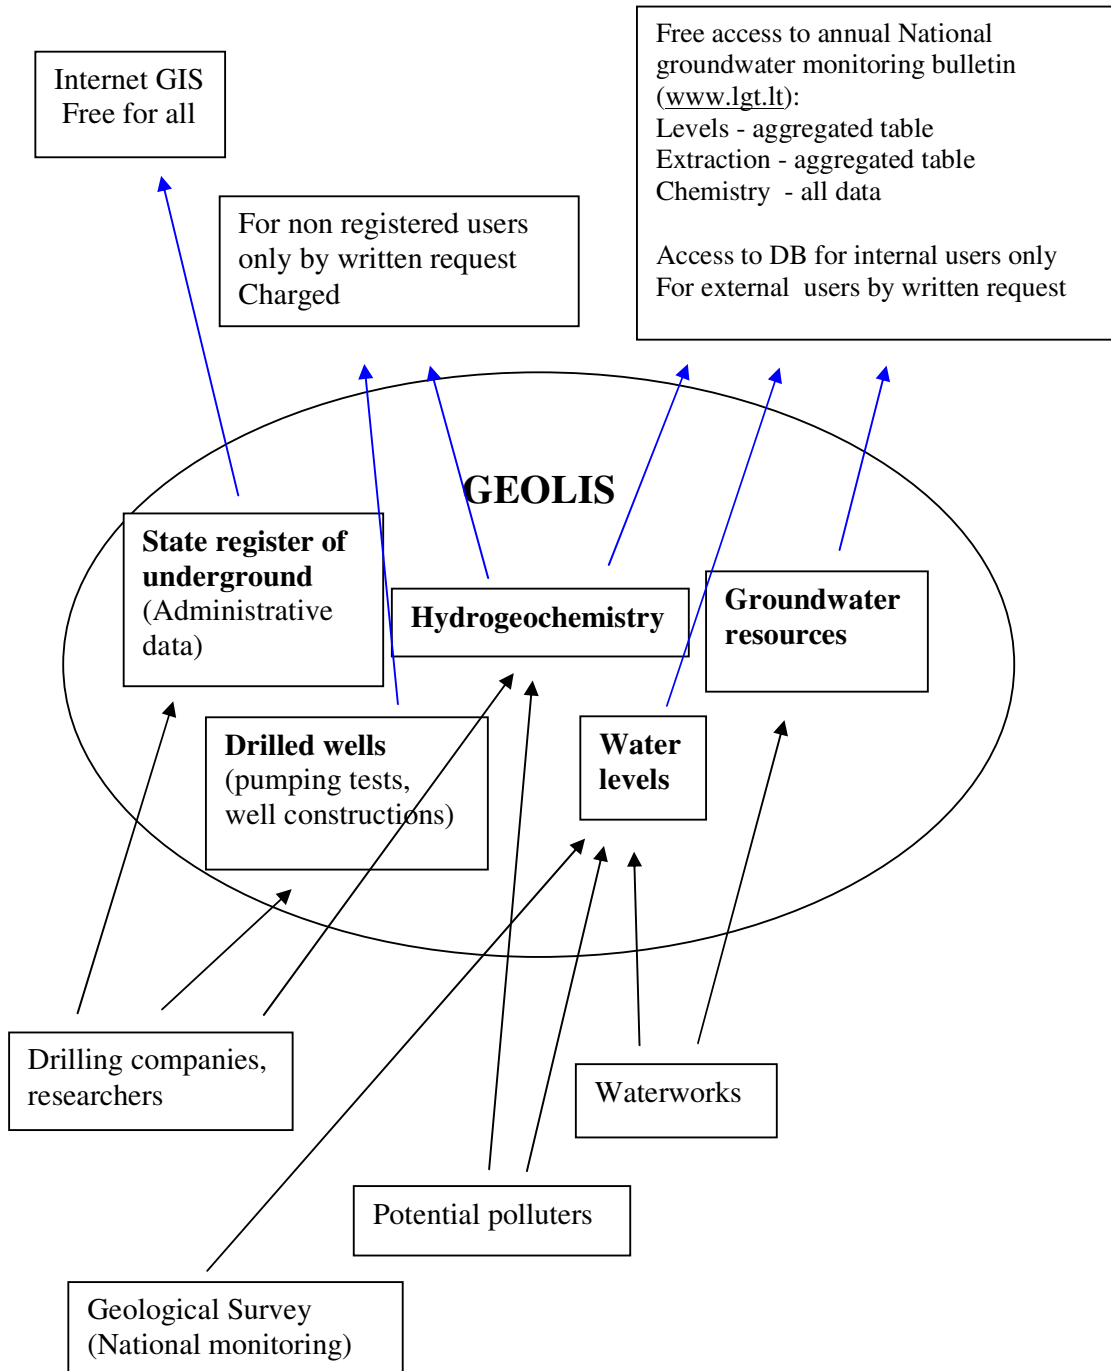 Internet GIS
Free for all
Free access to annual National
groundwater monitoring bulletin
(www.lgt.lt):
Levels - aggregated table
Extraction - aggregated table
Chemistry  - all data
Access to DB for internal users only
For external  users by written request
For non registered users
only by written request
Charged
GEOLIS
State register of
underground
(Administrative
data)
Hydrogeochemistry
Groundwater
resources
Drilled wells
(pumping tests,
well constructions)
Water
levels
Drilling companies,
researchers
Waterworks
Potential polluters
Geological Survey
(National monitoring)